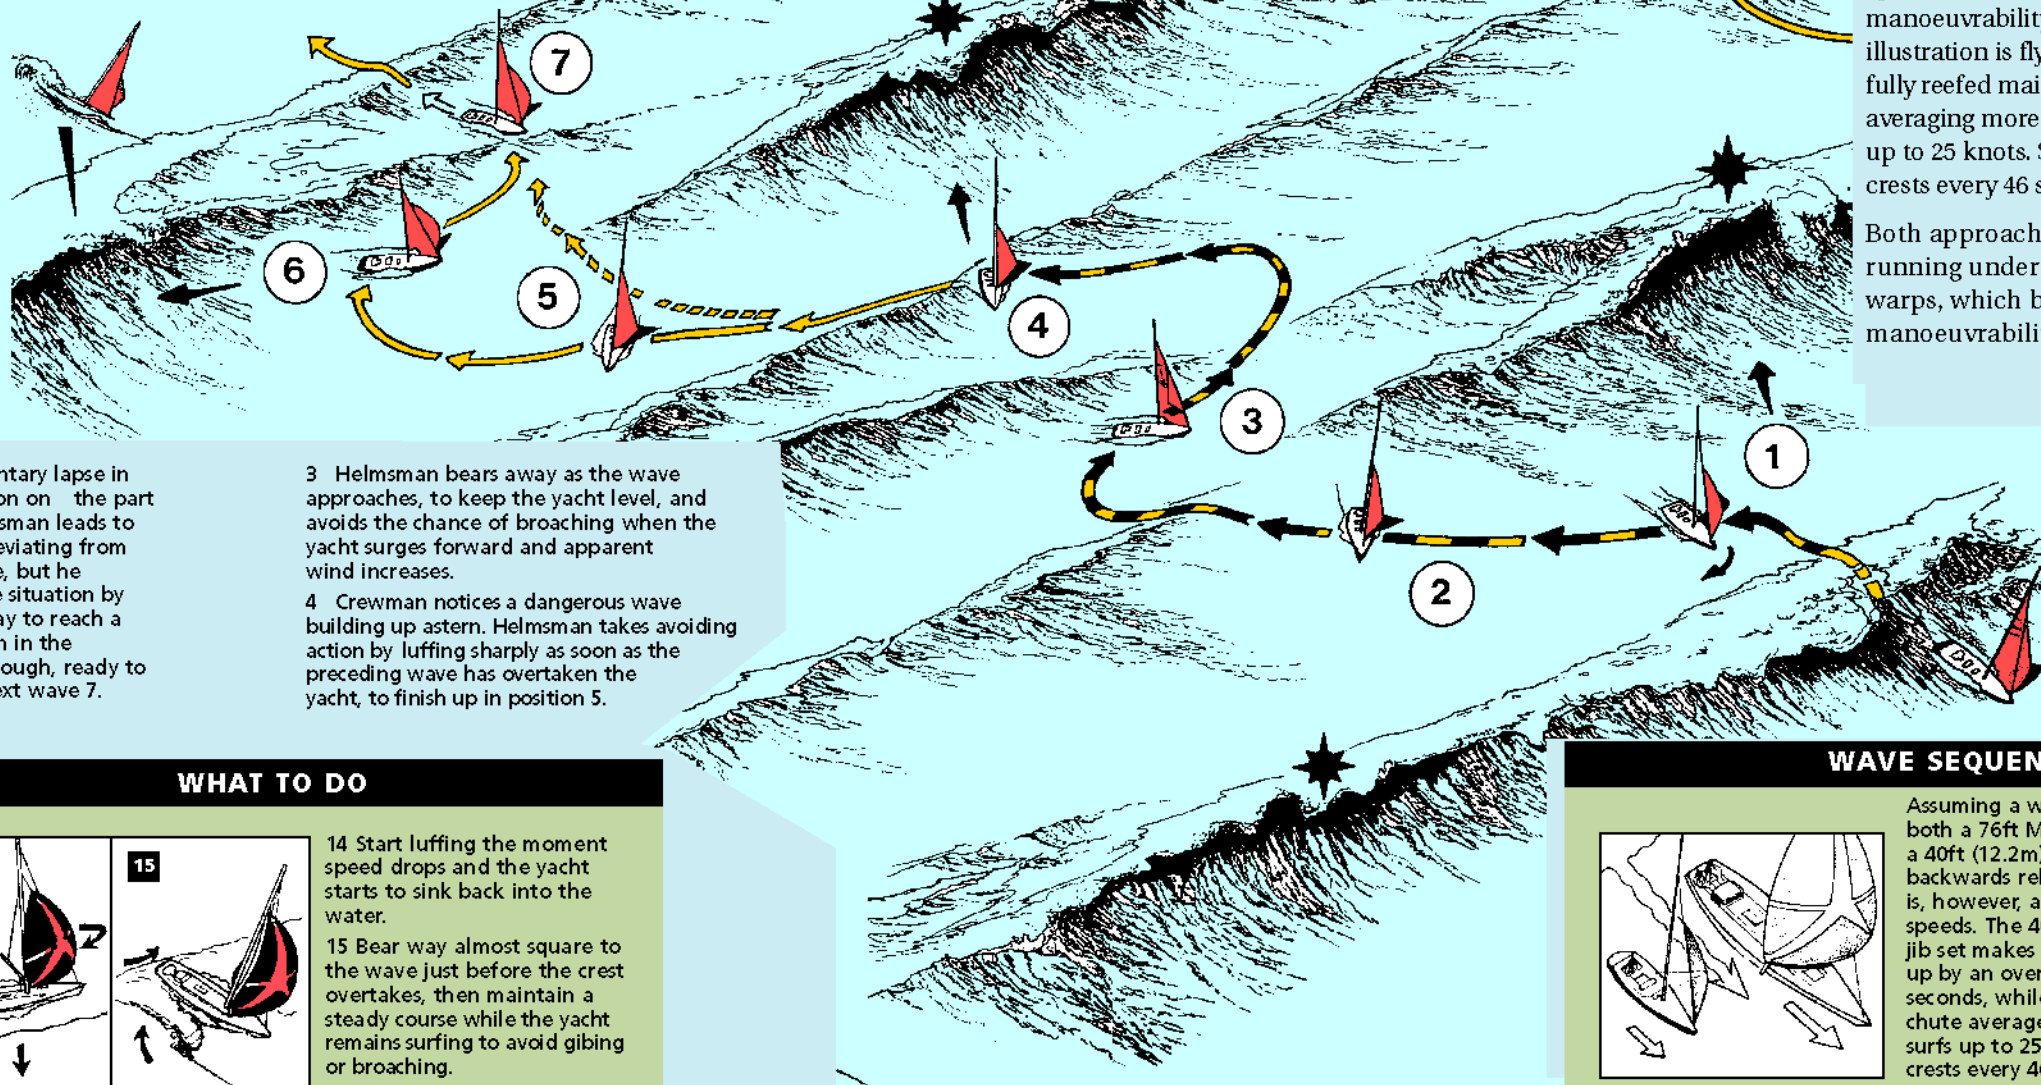 7
6
5
4
3
2
1
manoeuvrabilit
illustration is fl
fully reefed mai
averaging more
up to 25 knots. S
crests every 46 s
Both approach
running under
warps, which b
manoeuvrabili
ntary lapse in
on on the part
sman leads to
eviating from
e, but he
e situation by
ay to reach a
n in the
ough, ready to
ext wave 7.
3 Helmsman bears away as the wave
approaches, to keep the yacht level, and
avoids the chance of broaching when the
yacht surges forward and apparent
wind increases.
4 Crewman notices a dangerous wave
building up astern. Helmsman takes avoiding
action by luffing sharply as soon as the
preceding wave has overtaken the
yacht, to finish up in position 5.
WHAT TO DO
15
14 Start luffing the moment
speed drops and the yacht
starts to sink back into the
water.
15 Bear way almost square to
the wave just before the crest
overtakes, then maintain a
steady course while the yacht
remains surfing to avoid gibing
or broaching.
WAVE SEQUEN
Assuming a w
both a 76ft M
a 40ft (12.2m)
backwards rel
is, however, a
speeds. The 4
jib set makes
up by an over
seconds, while
chute average
surfs up to 25
crests every 4